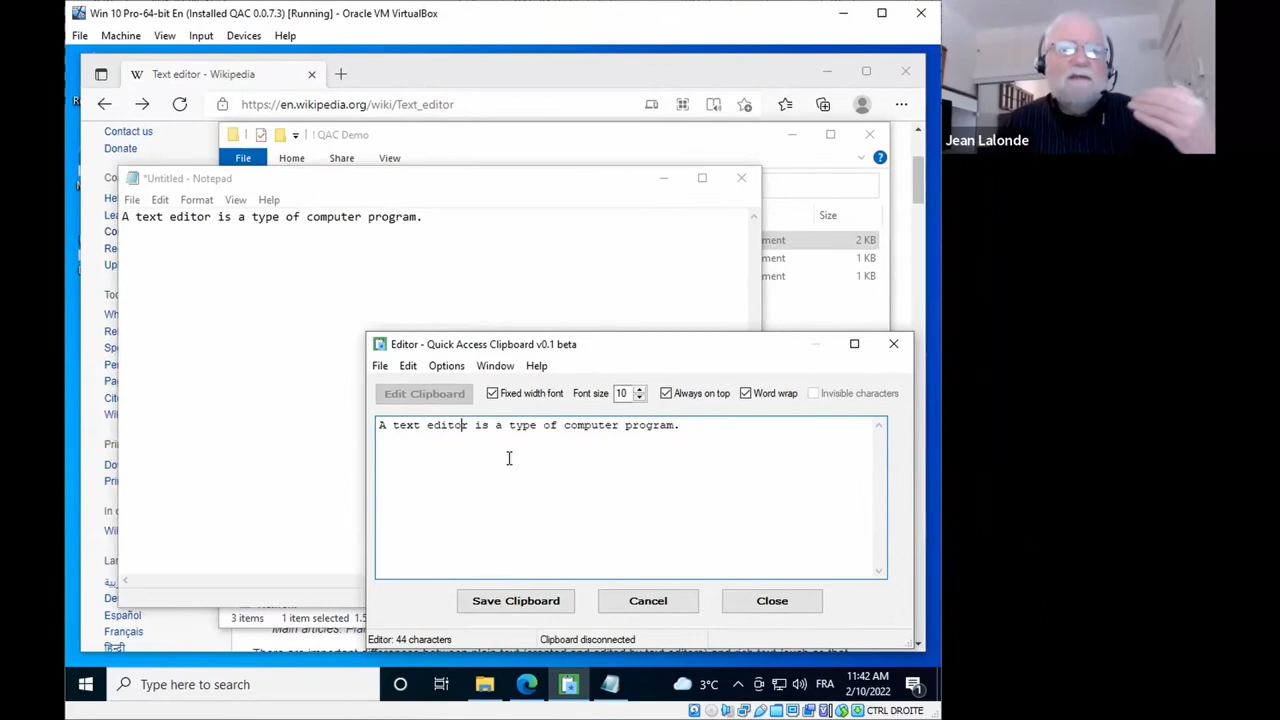 Win 10 Pro-64-bit En (Installed QAC 0.0.7.3) [Running] - Oracle VM VirtualBox
File Machine View Input Devices Help
Text editor - Wikipedia
https://en.wikipedia.org/wiki/Text_editor
Contact us
Donate
! QAC Demo
File Home Share View
*Untitled - Notepad
File Edit Format View Help
A text editor is a type of computer program.
Size
ment 2 KB
ment 1 KB
ment 1 KB
Editor - Quick Access Clipboard v0.1 beta
File Edit Options Window Help
Edit Clipboard Fixed width font Font size 10 Always on top Word wrap Invisible characters
A text editor is a type of computer program.
Save Clipboard Cancel Close
Editor: 44 characters Clipboard disconnected
Español
Français
हिन्दी
3 items 1 item selected 1.5
Type here to search
3°C FRA
11:42 AM
2/10/2022
1
CTRL DROITE
Jean Lalonde